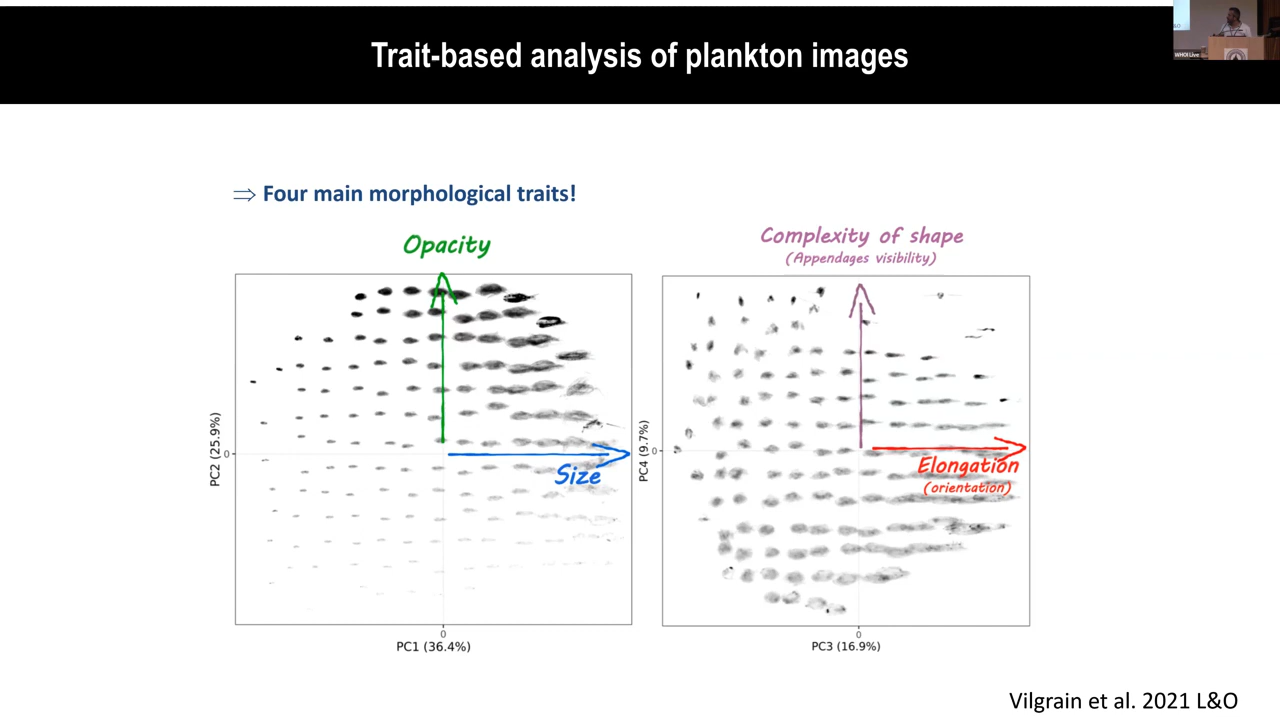 Trait-based analysis of plankton images
WHOI Live
⇒ Four main morphological traits!
Opacity
Complexity of shape
(Appendages visibility)
PC2 (25.9%)
0
Size
0
PC1 (36.4%)
PC4 (9.7%)
0
Elongation
(orientation)
0
PC3 (16.9%)
Vilgrain et al. 2021 L&O